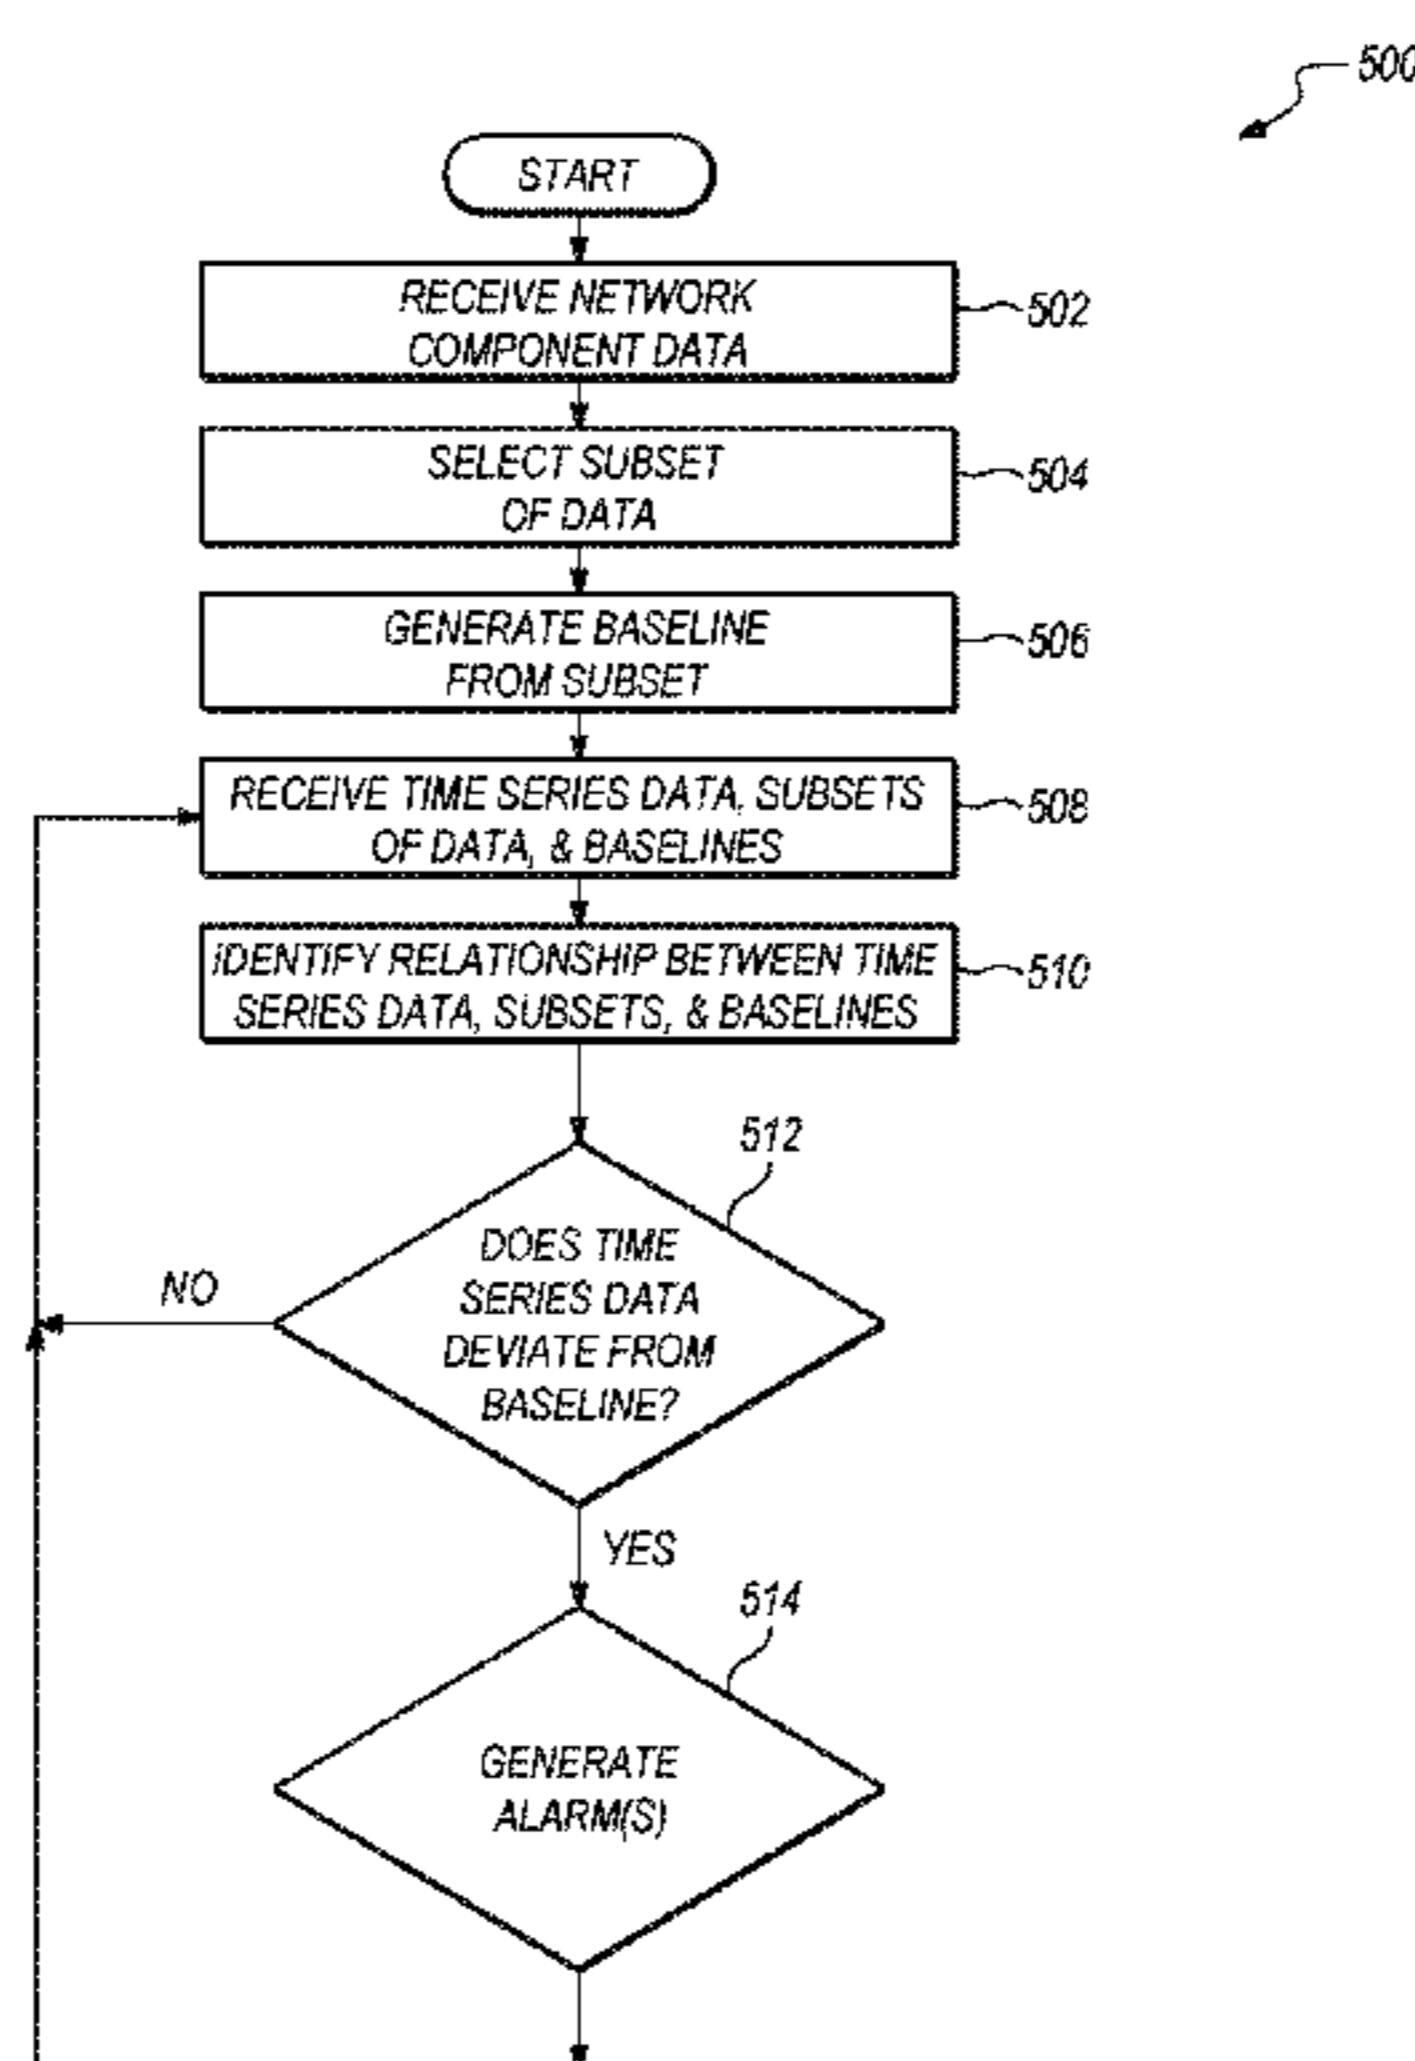 500
START
RECEIVE NETWORK
COMPONENT DATA
502
SELECT SUBSET
OF DATA
504
GENERATE BASELINE
FROM SUBSET
506
RECEIVE TIME SERIES DATA, SUBSETS
OF DATA, & BASELINES
508
IDENTIFY RELATIONSHIP BETWEEN TIME
SERIES DATA, SUBSETS, & BASELINES
510
512
DOES TIME
SERIES DATA
DEVIATE FROM
BASELINE?
NO
YES
514
GENERATE
ALARM(S)